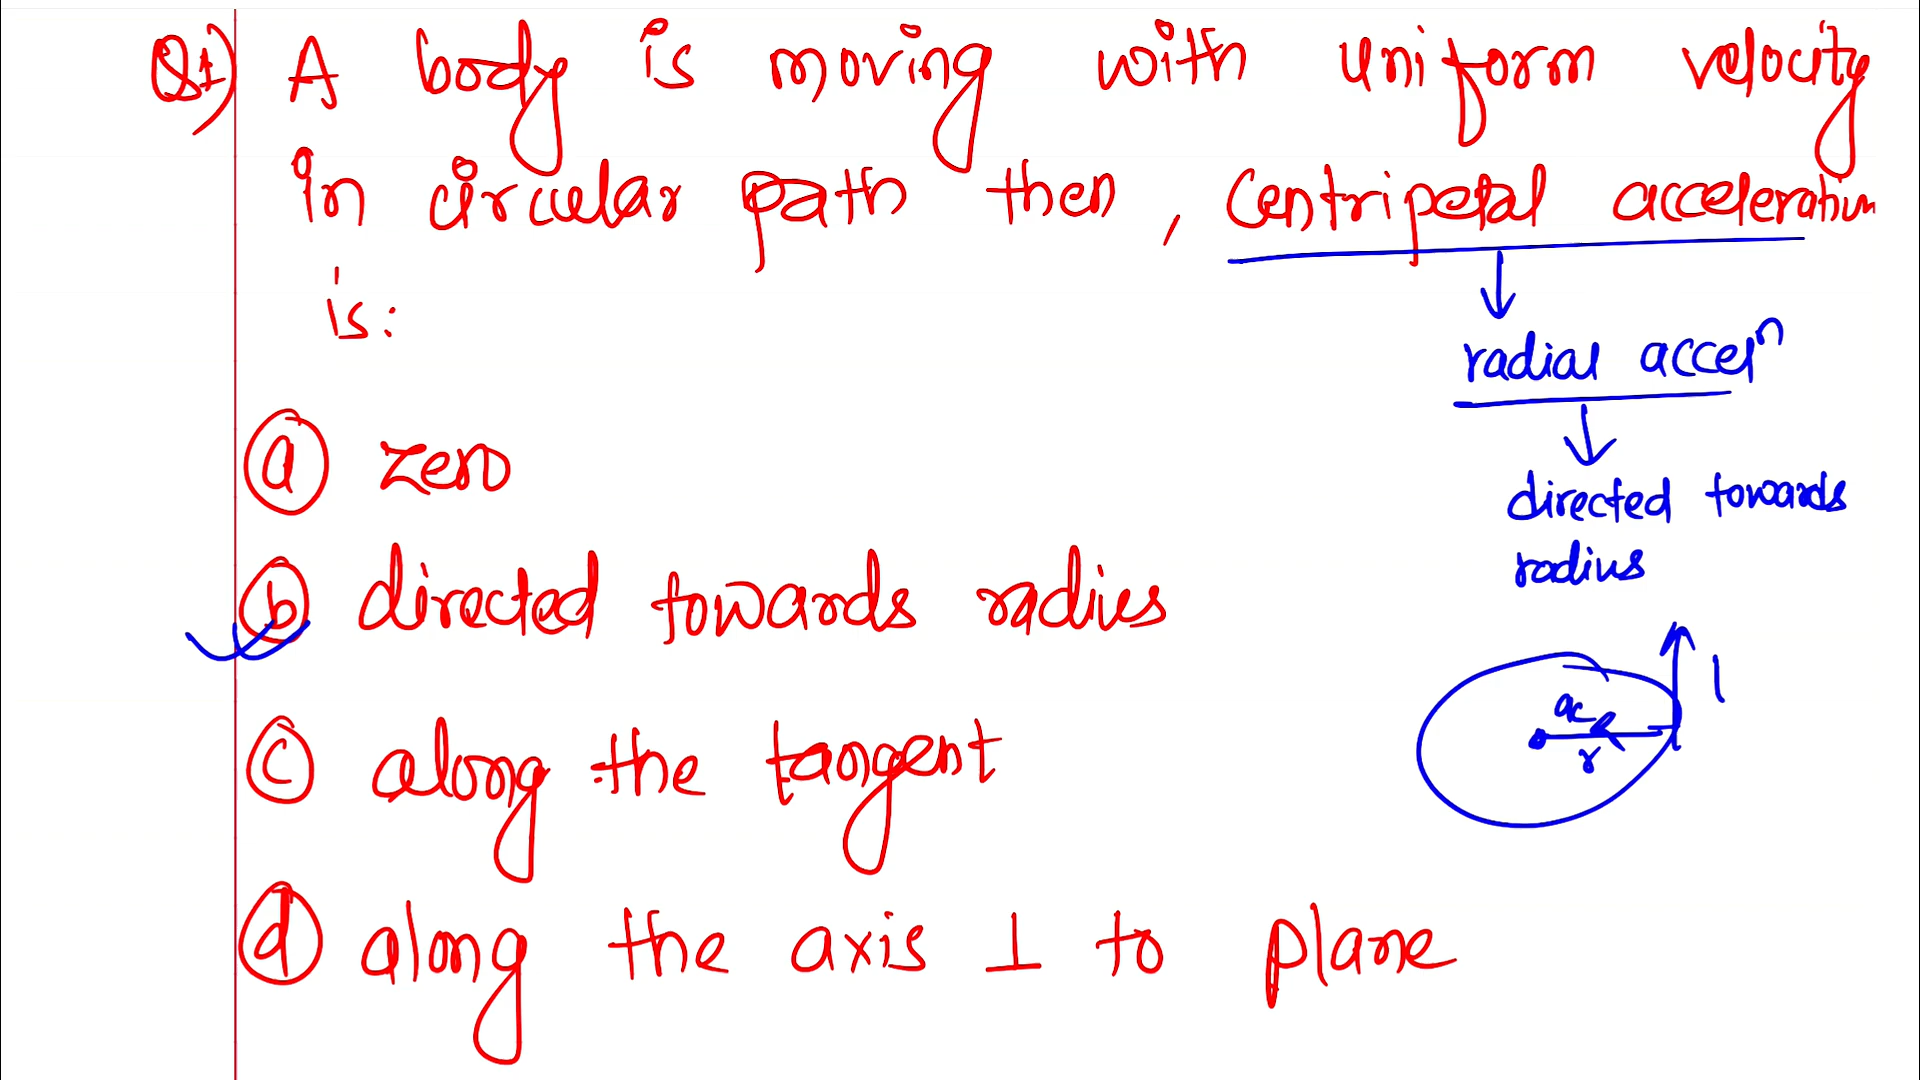 Q1) A body is moving with uniform velocity
in circular path then, centripetal acceleration
is:
radial accelⁿ
directed towards
radius
a zero
b directed towards radius
ac
r
c along the tangent
d along the axis ⊥ to plane